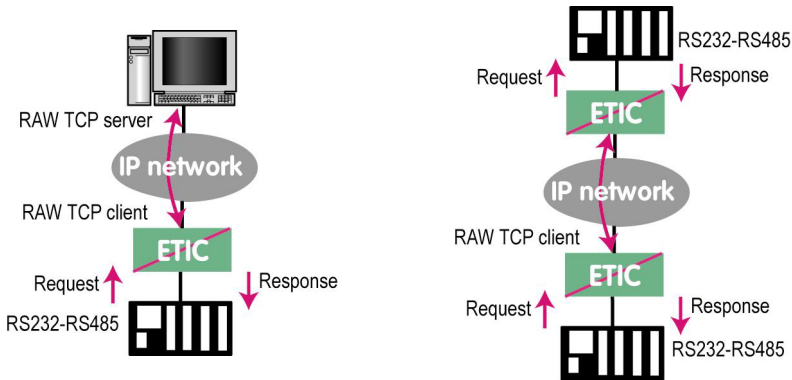 RAW TCP server
IP network
RAW TCP client
ETIC
Request
Response
RS232-RS485
RS232-RS485
Request
Response
ETIC
IP network
RAW TCP client
ETIC
Request
Response
RS232-RS485